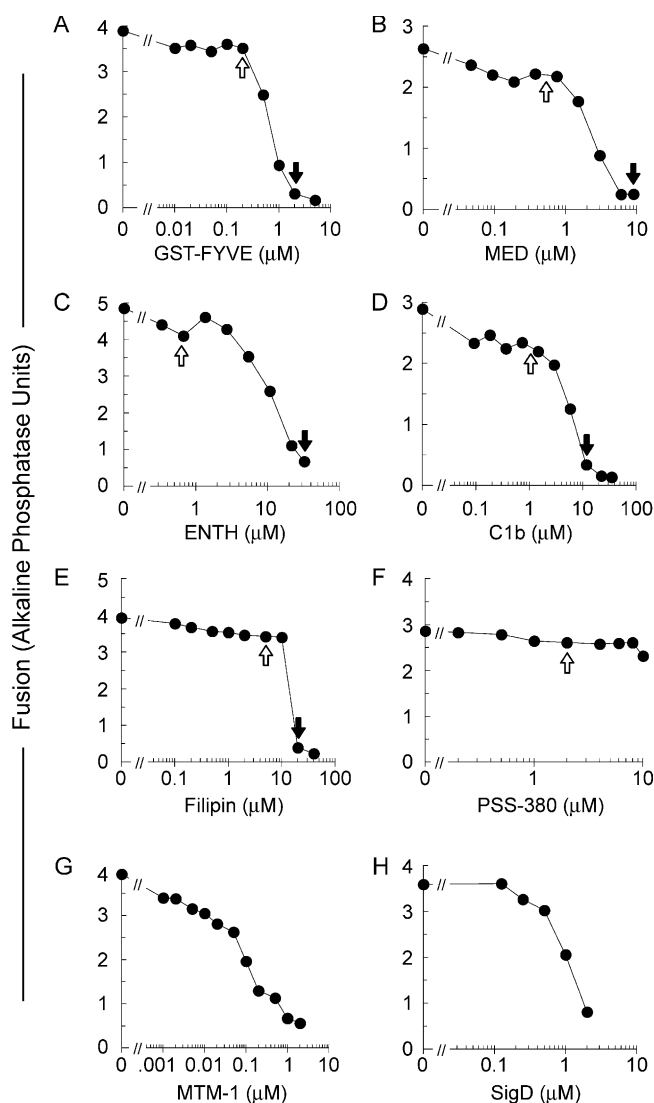 Fusion (Alkaline Phosphatase Units)
A
4
3
2
1
0
0 // // 0.01 0.1 1 10
GST-FYVE (μM)
B
3
2
1
0
0 // // 0.1 1 10
MED (μM)
C
5
4
3
2
1
0
0 // // 1 10 100
ENTH (μM)
D
3
2
1
0
0 // // 0.1 1 10 100
C1b (μM)
E
5
4
3
2
1
0
0 // // 0.1 1 10 100
Filipin (μM)
F
4
3
2
1
0
0 // // 1 10
PSS-380 (μM)
G
4
3
2
1
0
0 // // .001 0.01 0.1 1 10
MTM-1 (μM)
H
4
3
2
1
0
0 // // 0.1 1 10
SigD (μM)